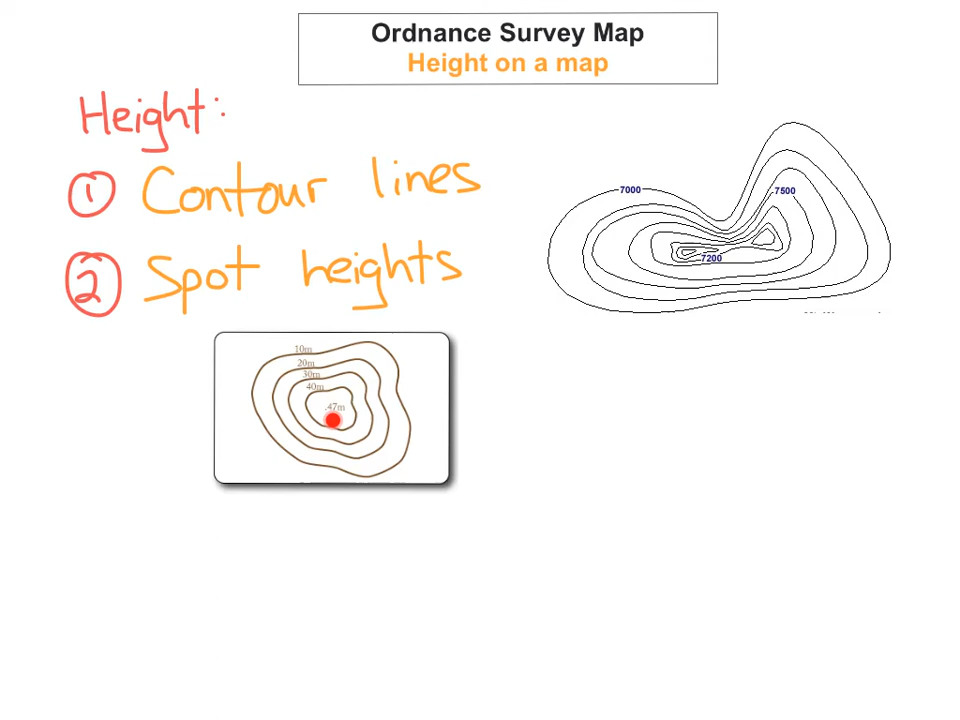 Ordnance Survey Map
Height on a map
Height:
① Contour lines
② Spot heights
7000
7500
7200
10m
20m
30m
40m
.47m